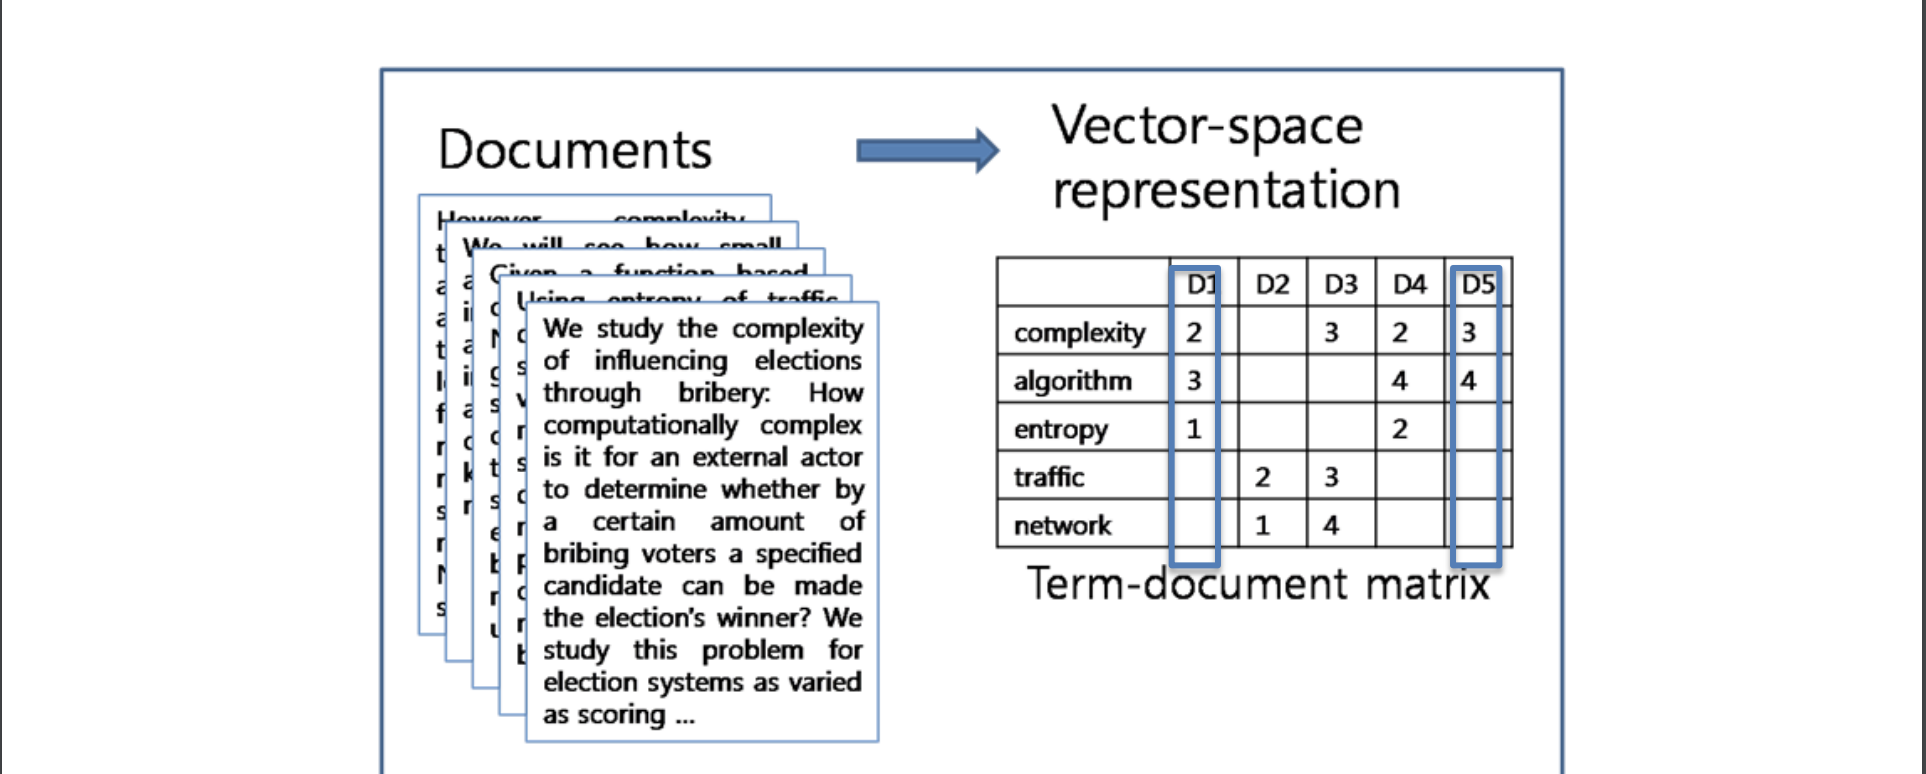 Documents
Vector-space
representation
However complexity
We will see how small
Given a function based
Using entropy of traffic
We study the complexity
of influencing elections
through bribery: How
computationally complex
is it for an external actor
to determine whether by
a certain amount of
bribing voters a specified
candidate can be made
the election's winner? We
study this problem for
election systems as varied
as scoring ...
D1 D2 D3 D4 D5
complexity 2 3 2 3
algorithm 3 4 4
entropy 1 2
traffic 2 3
network 1 4
Term-document matrix